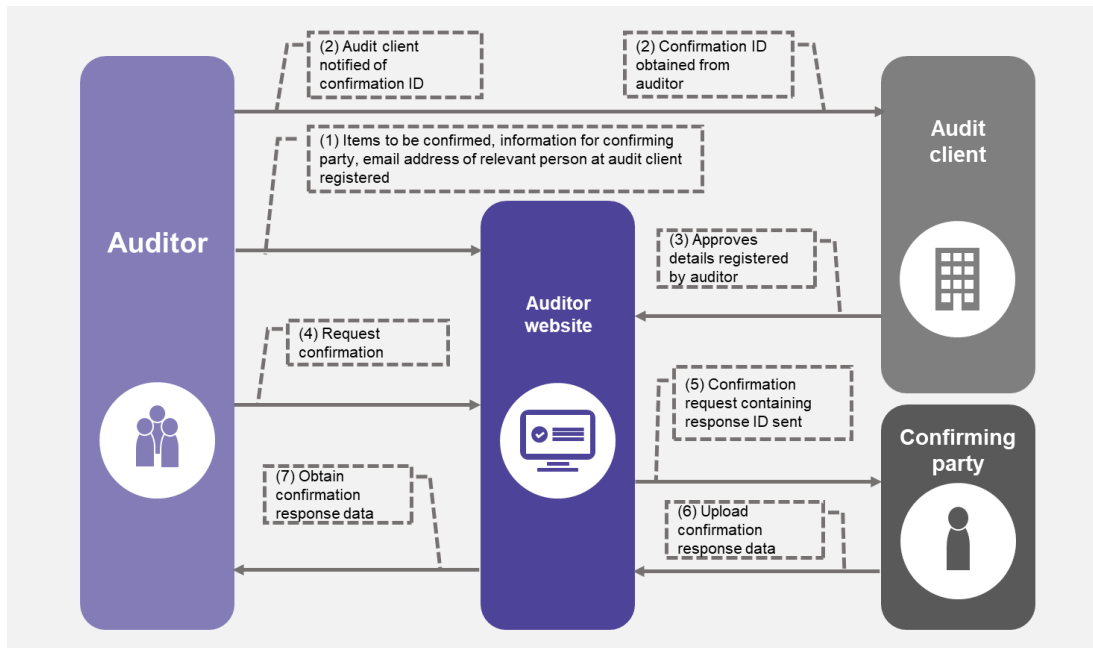 (2) Audit client
notified of
confirmation ID
(2) Confirmation ID
obtained from
auditor
Audit
client
(1) Items to be confirmed, information for confirming
party, email address of relevant person at audit client
registered
Auditor
(3) Approves
details registered
by auditor
Auditor
website
(4) Request
confirmation
(5) Confirmation
request containing
response ID sent
Confirming
party
(7) Obtain
confirmation
response data
(6) Upload
confirmation
response data